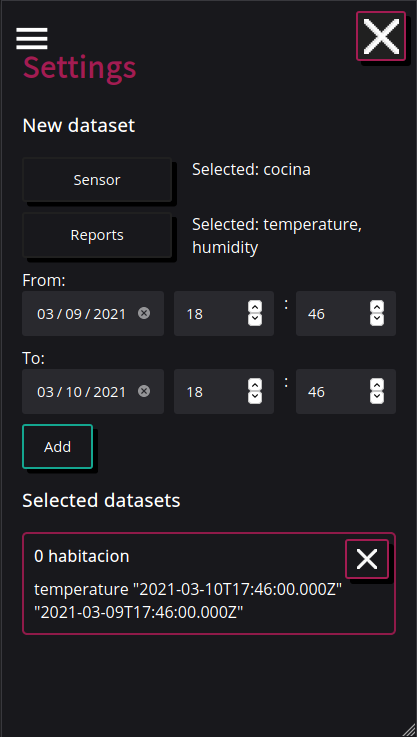 Settings
New dataset
Sensor
Selected: cocina
Reports
Selected: temperature,
humidity
From:
03 / 09 / 2021
18
:
46
To:
03 / 10 / 2021
18
:
46
Add
Selected datasets
0 habitacion
temperature "2021-03-10T17:46:00.000Z"
"2021-03-09T17:46:00.000Z"